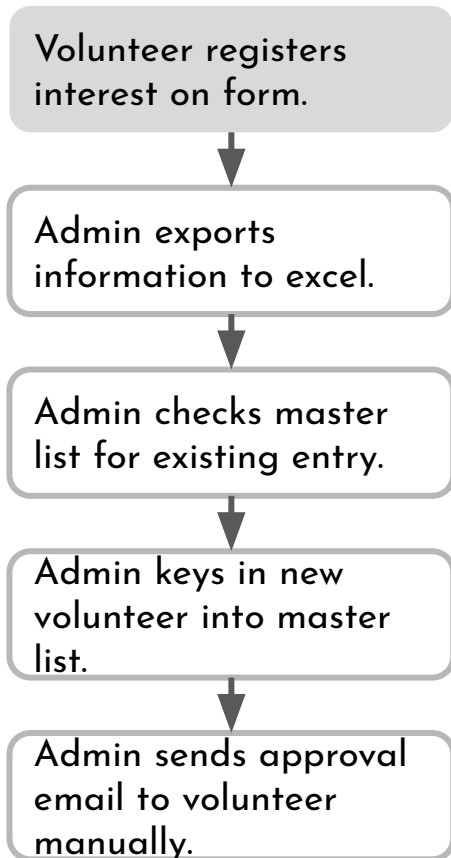 Volunteer registers
interest on form.
Admin exports
information to excel.
Admin checks master
list for existing entry.
Admin keys in new
volunteer into master
list.
Admin sends approval
email to volunteer
manually.